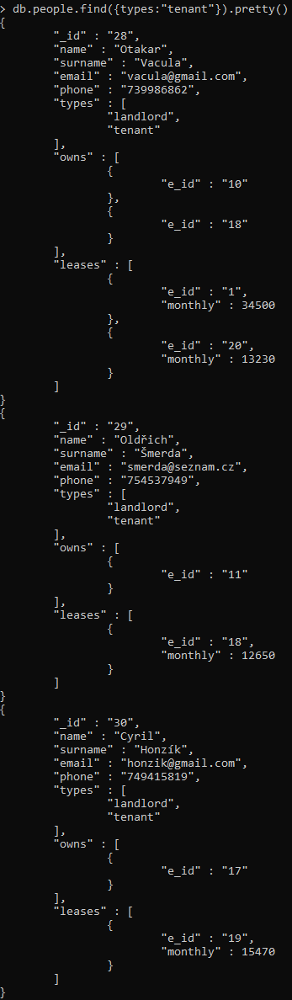 > db.people.find({types:"tenant"}).pretty()
{
        "_id" : "28",
        "name" : "Otakar",
        "surname" : "Vacula",
        "email" : "vacula@gmail.com",
        "phone" : "739986862",
        "types" : [
                "landlord",
                "tenant"
        ],
        "owns" : [
                {
                        "e_id" : "10"
                },
                {
                        "e_id" : "18"
                }
        ],
        "leases" : [
                {
                        "e_id" : "1",
                        "monthly" : 34500
                },
                {
                        "e_id" : "20",
                        "monthly" : 13230
                }
        ]
}
{
        "_id" : "29",
        "name" : "Oldřich",
        "surname" : "Šmerda",
        "email" : "smerda@seznam.cz",
        "phone" : "754537949",
        "types" : [
                "landlord",
                "tenant"
        ],
        "owns" : [
                {
                        "e_id" : "11"
                }
        ],
        "leases" : [
                {
                        "e_id" : "18",
                        "monthly" : 12650
                }
        ]
}
{
        "_id" : "30",
        "name" : "Cyril",
        "surname" : "Honzík",
        "email" : "honzik@gmail.com",
        "phone" : "749415819",
        "types" : [
                "landlord",
                "tenant"
        ],
        "owns" : [
                {
                        "e_id" : "17"
                }
        ],
        "leases" : [
                {
                        "e_id" : "19",
                        "monthly" : 15470
                }
        ]
}